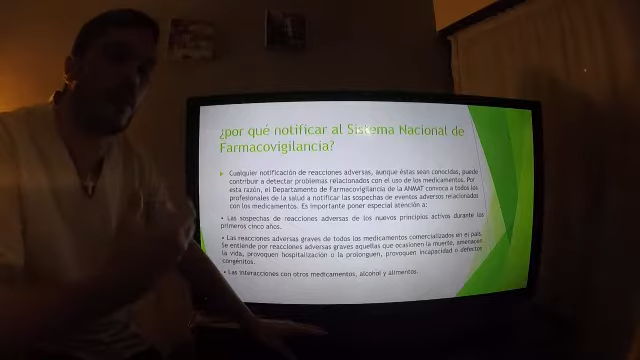 ¿por qué notificar al Sistema Nacional de
Farmacovigilancia?
Cualquier notificación de reacciones adversas, aunque éstas sean conocidas, puede
contribuir a detectar problemas relacionados con el uso de los medicamentos. Por
esta razón, el Departamento de Farmacovigilancia de la ANMAT convoca a todos los
profesionales de la salud a notificar las sospechas de eventos adversos relacionados
con los medicamentos. Es importante poner especial atención a:
• Las sospechas de reacciones adversas de los nuevos principios activos durante los
primeros cinco años.
• Las reacciones adversas graves de todos los medicamentos comercializados en el país.
Se entiende por reacciones adversas graves aquellas que ocasionen la muerte, amenacen
la vida, provoquen hospitalización o la prolonguen, provoquen incapacidad o defectos
congénitos.
• Las interacciones con otros medicamentos, alcohol y alimentos.